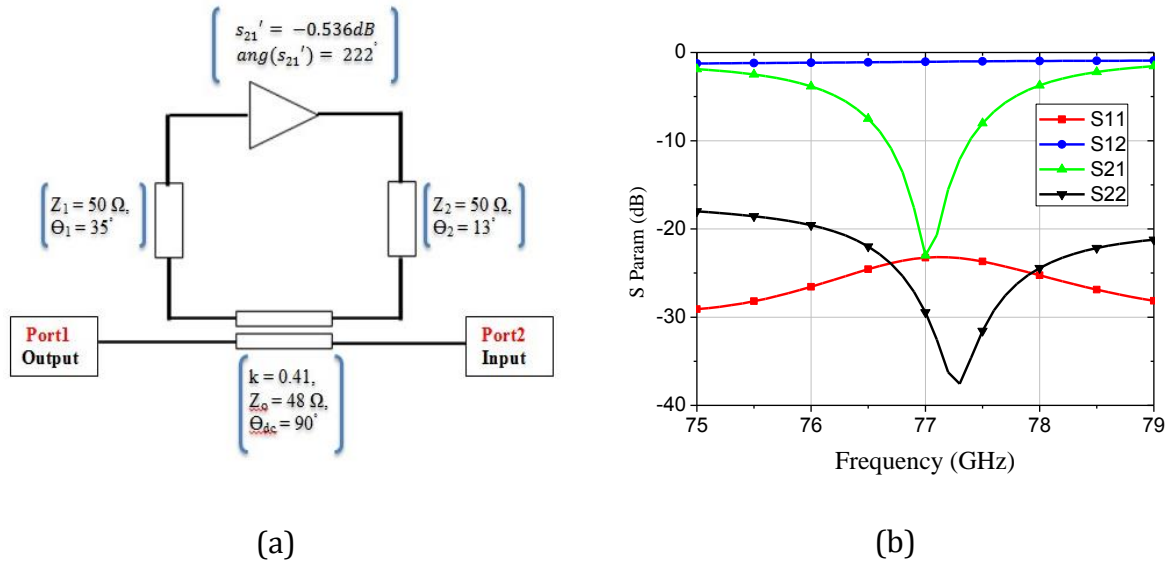 s21′ = −0.536dB
ang(s21′) = 222°
Z1 = 50 Ω,
Θ1 = 35°
Z2 = 50 Ω,
Θ2 = 13°
Port1
Output
Port2
Input
k = 0.41,
Zo = 48 Ω,
Θdc = 90°
(a)
0
-10
-20
-30
-40
S Param (dB)
S11
S12
S21
S22
75
76
77
78
79
Frequency (GHz)
(b)